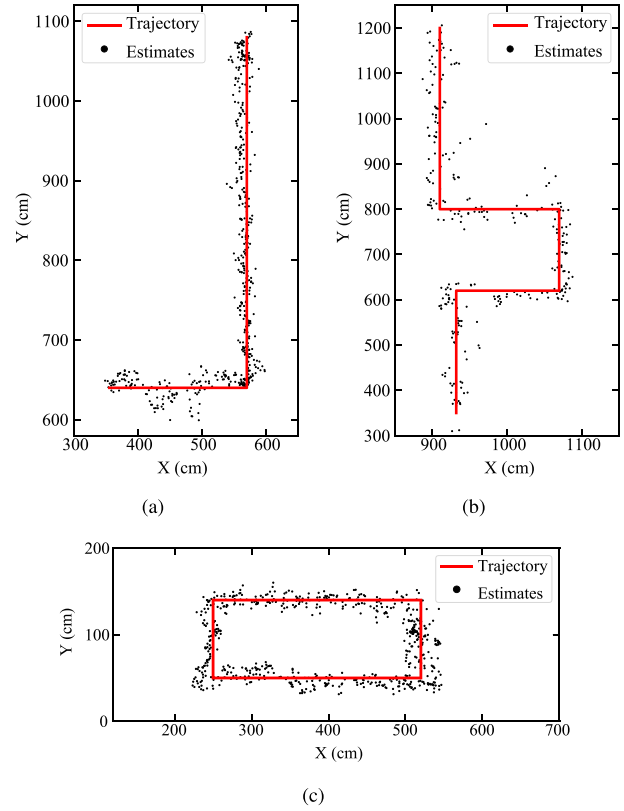 Trajectory
Estimates
1100
1000
900
800
700
600
Y (cm)
300 400 500 600
X (cm)
(a)
Trajectory
Estimates
1200
1100
1000
900
800
700
600
500
400
300
Y (cm)
900 1000 1100
X (cm)
(b)
Trajectory
Estimates
200
100
0
Y (cm)
200 300 400 500 600 700
X (cm)
(c)